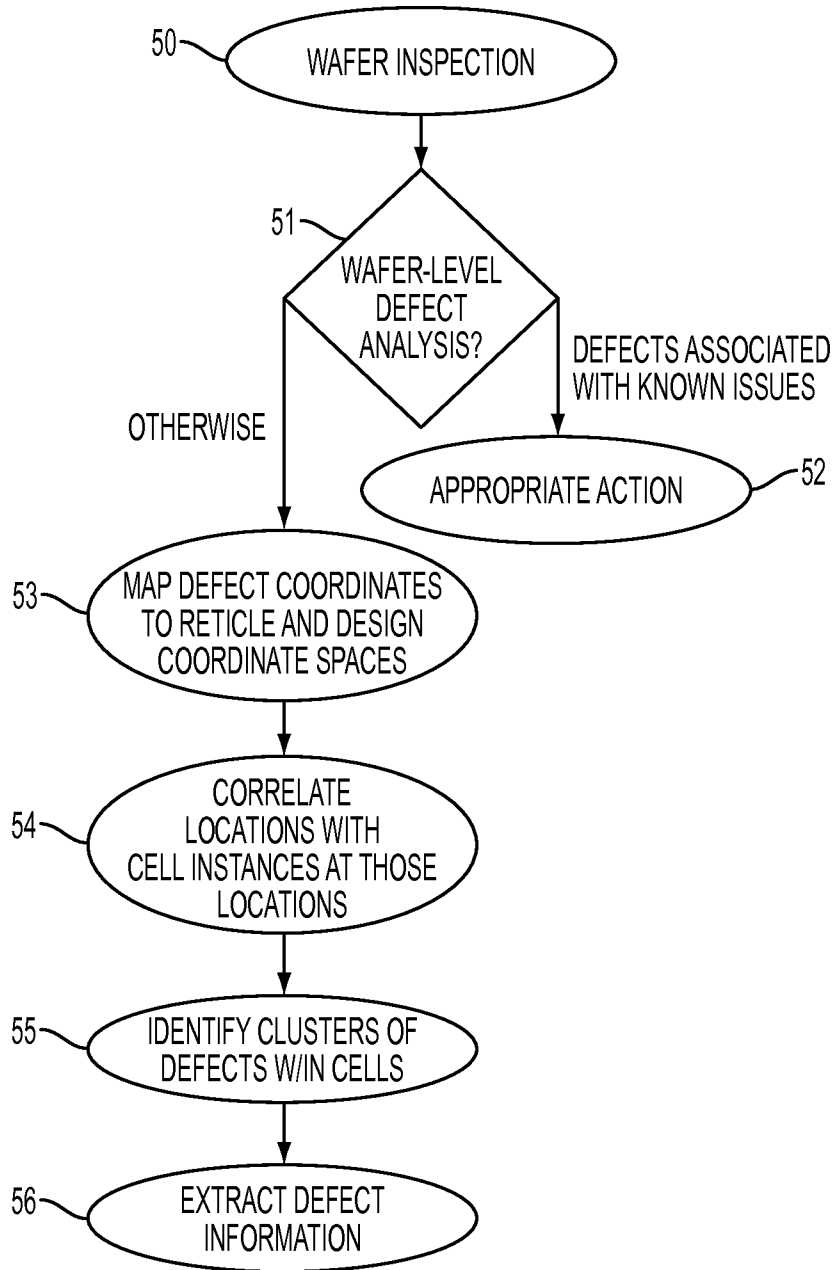 50
WAFER INSPECTION
51
WAFER-LEVEL
DEFECT
ANALYSIS?
DEFECTS ASSOCIATED
WITH KNOWN ISSUES
OTHERWISE
APPROPRIATE ACTION
52
53
MAP DEFECT COORDINATES
TO RETICLE AND DESIGN
COORDINATE SPACES
54
CORRELATE
LOCATIONS WITH
CELL INSTANCES AT THOSE
LOCATIONS
55
IDENTIFY CLUSTERS OF
DEFECTS W/IN CELLS
56
EXTRACT DEFECT
INFORMATION